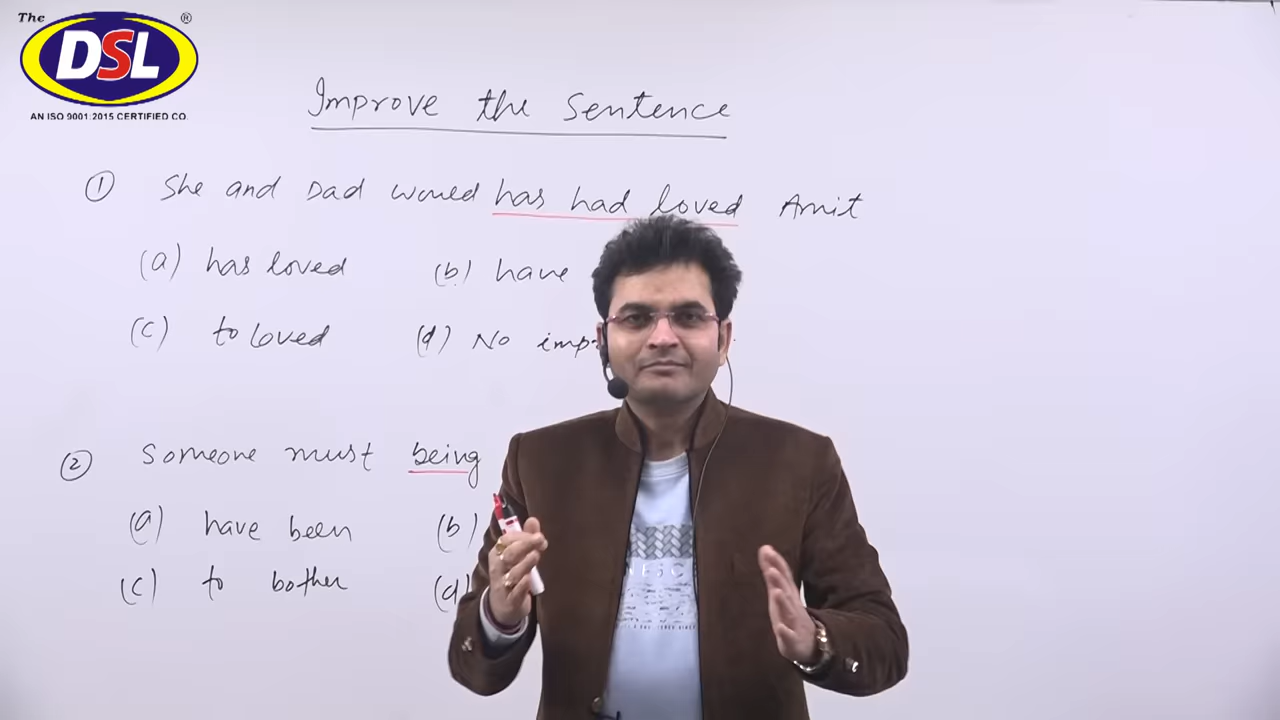 The
DSL ®
AN ISO 9001:2015 CERTIFIED CO.
Improve the Sentence
① She and Dad would has had loved Amit
(a) has loved (b) have
(c) to loved (d) No imp
② Someone must being
(a) have been (b)
(c) to bother (d)